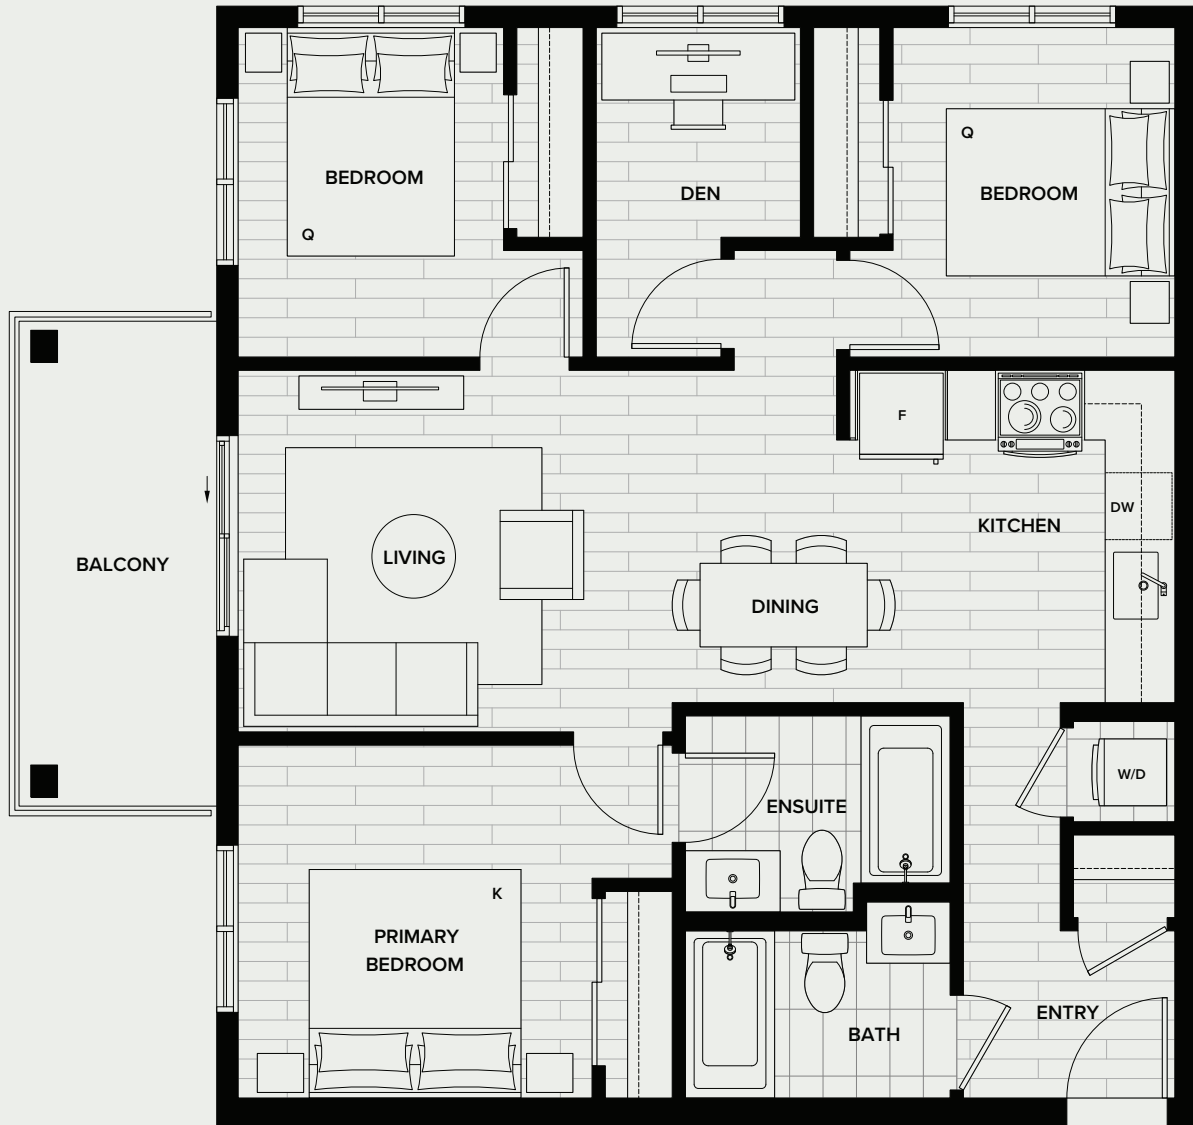 BEDROOM
Q
DEN
Q
BEDROOM
F
KITCHEN
DW
BALCONY
LIVING
DINING
W/D
ENSUITE
K
PRIMARY
BEDROOM
BATH
ENTRY